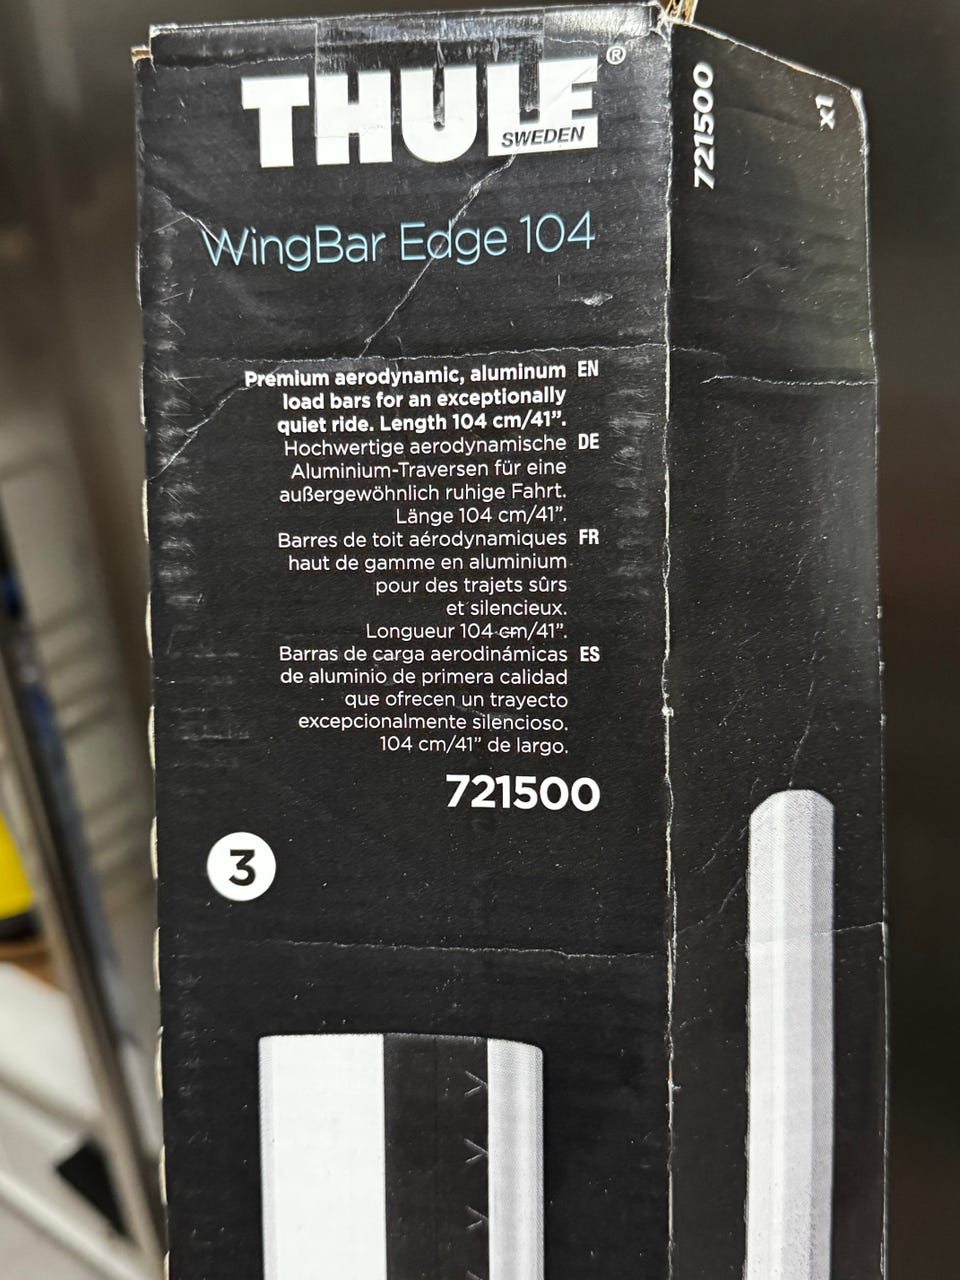 THULE®
SWEDEN
WingBar Edge 104
Premium aerodynamic, aluminum EN
load bars for an exceptionally
quiet ride. Length 104 cm/41”.
Hochwertige aerodynamische DE
Aluminium-Traversen für eine
außergewöhnlich ruhige Fahrt.
Länge 104 cm/41”.
Barres de toit aérodynamiques FR
haut de gamme en aluminium
pour des trajets sûrs
et silencieux.
Longueur 104 cm/41”.
Barras de carga aerodinámicas ES
de aluminio de primera calidad
que ofrecen un trayecto
excepcionalmente silencioso.
104 cm/41” de largo.
721500
3
721500
x1